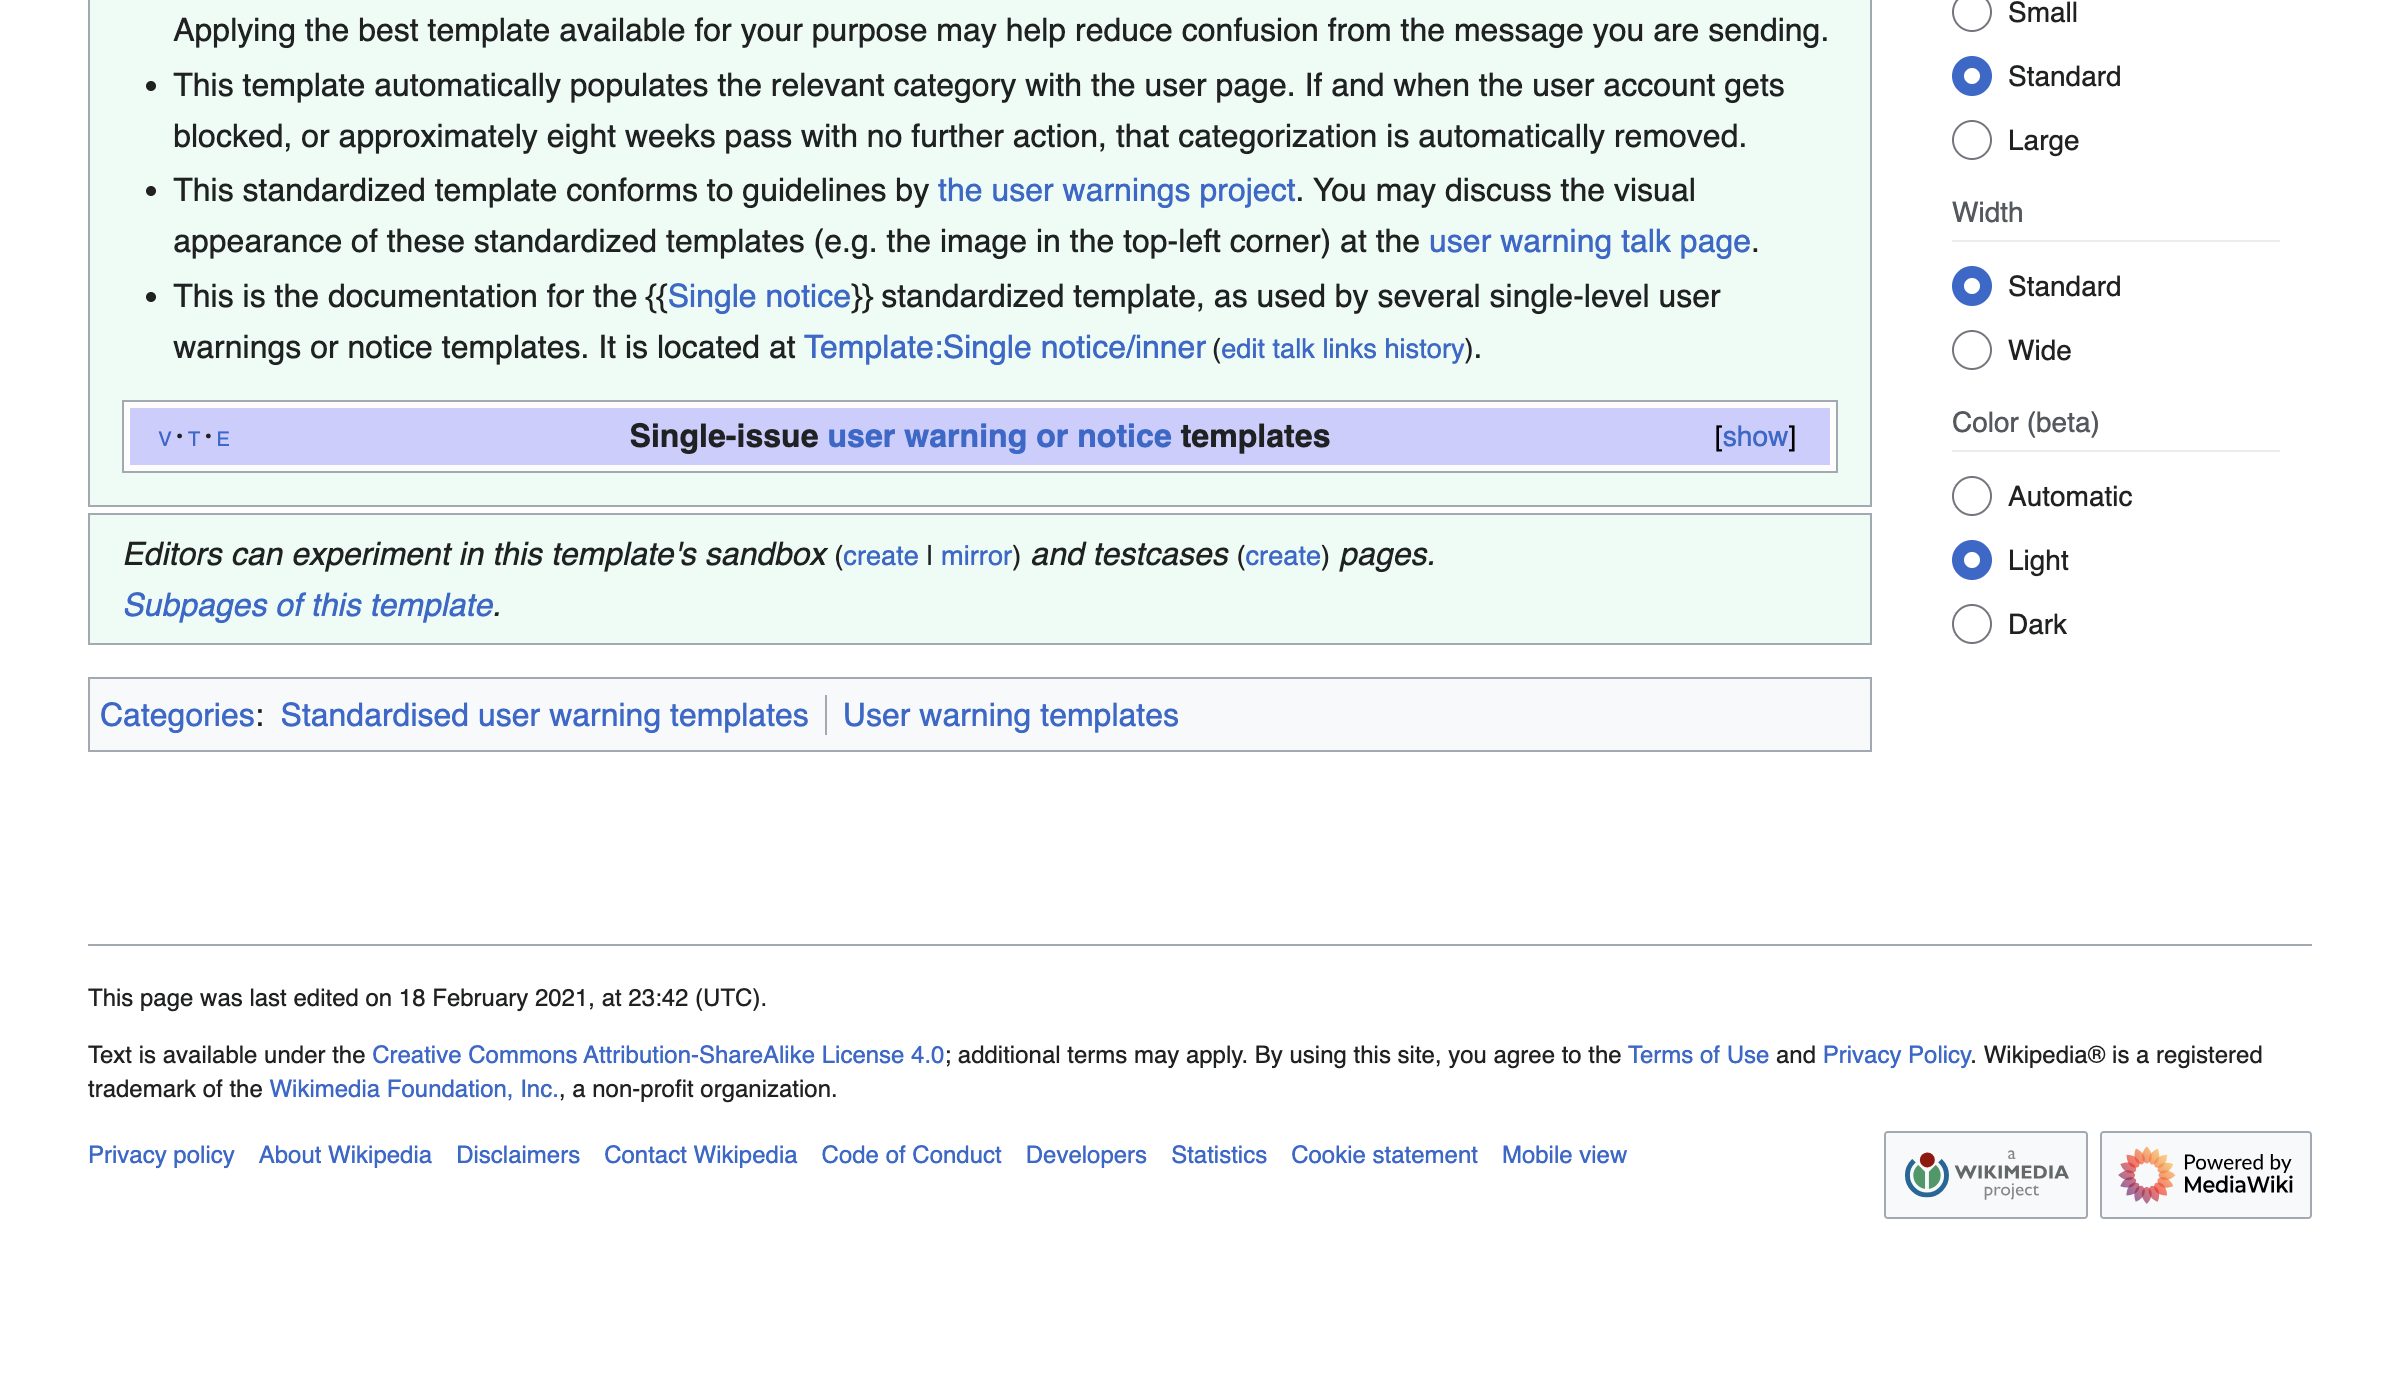 Applying the best template available for your purpose may help reduce confusion from the message you are sending.
• This template automatically populates the relevant category with the user page. If and when the user account gets
blocked, or approximately eight weeks pass with no further action, that categorization is automatically removed.
• This standardized template conforms to guidelines by the user warnings project. You may discuss the visual
appearance of these standardized templates (e.g. the image in the top-left corner) at the user warning talk page.
• This is the documentation for the {{Single notice}} standardized template, as used by several single-level user
warnings or notice templates. It is located at Template:Single notice/inner (edit talk links history).
V • T • E Single-issue user warning or notice templates [show]
Editors can experiment in this template's sandbox (create | mirror) and testcases (create) pages.
Subpages of this template.
Categories: Standardised user warning templates | User warning templates
Small
Standard
Large
Width
Standard
Wide
Color (beta)
Automatic
Light
Dark
This page was last edited on 18 February 2021, at 23:42 (UTC).
Text is available under the Creative Commons Attribution-ShareAlike License 4.0; additional terms may apply. By using this site, you agree to the Terms of Use and Privacy Policy. Wikipedia® is a registered
trademark of the Wikimedia Foundation, Inc., a non-profit organization.
Privacy policy About Wikipedia Disclaimers Contact Wikipedia Code of Conduct Developers Statistics Cookie statement Mobile view
a
WIKIMEDIA
project
Powered by
MediaWiki